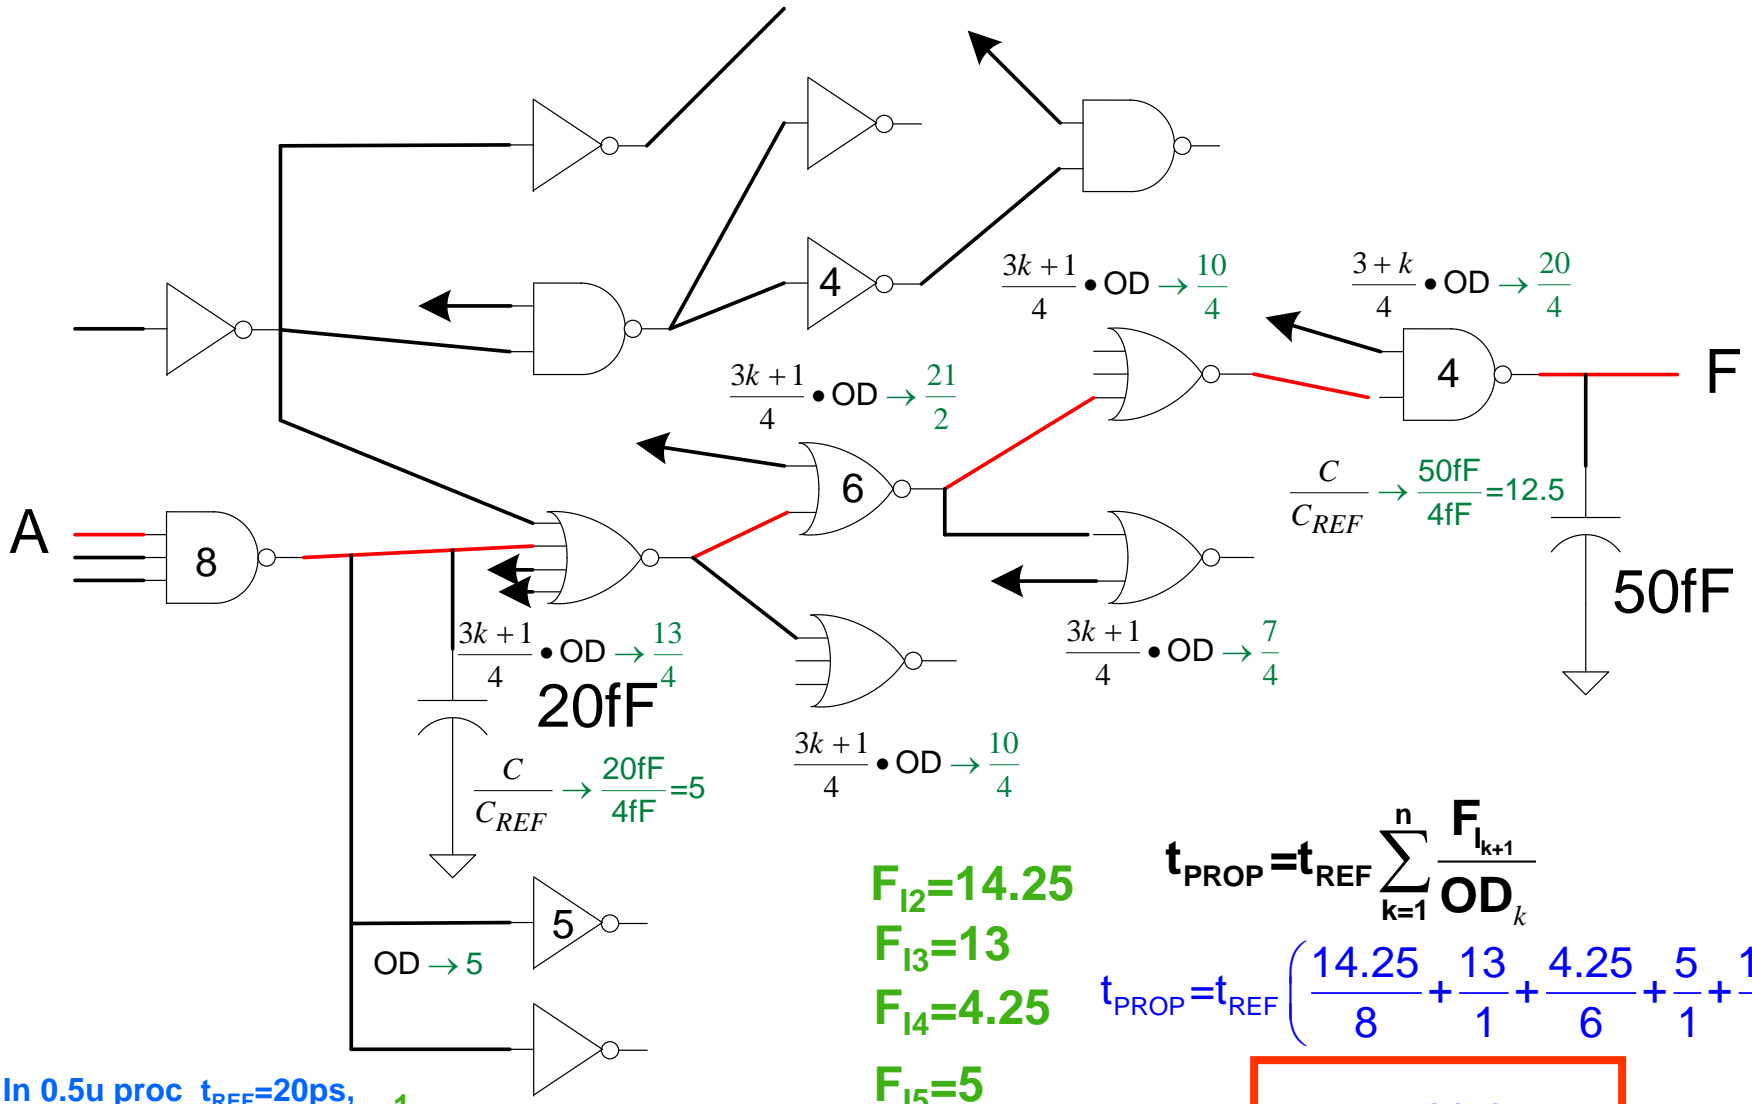 4
(3k + 1)/4 • OD → 10/4
(3 + k)/4 • OD → 20/4
(3k + 1)/4 • OD → 21/2
4
F
6
C/C_REF → 50fF/4fF =12.5
A
8
50fF
(3k + 1)/4 • OD → 13/4
(3k + 1)/4 • OD → 7/4
20fF
(3k + 1)/4 • OD → 10/4
C/C_REF → 20fF/4fF =5
t_PROP = t_REF ∑_{k=1}^{n} F_{I_{k+1}}/OD_k
F_I2=14.25
5
F_I3=13
OD → 5
t_PROP = t_REF ( 14.25/8 + 13/1 + 4.25/6 + 5/1 +
F_I4=4.25
F_I5=5
In 0.5u proc t_REF=20ps,